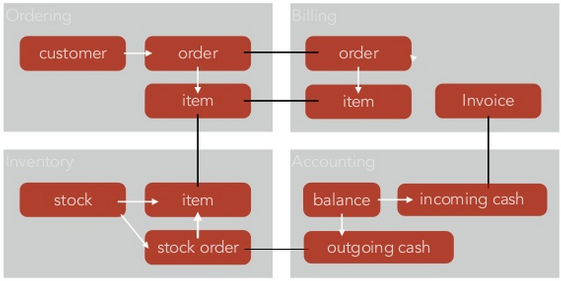 Ordering
customer
order
item
Billing
order
item
Invoice
Inventory
stock
item
stock order
Accounting
balance
incoming cash
outgoing cash